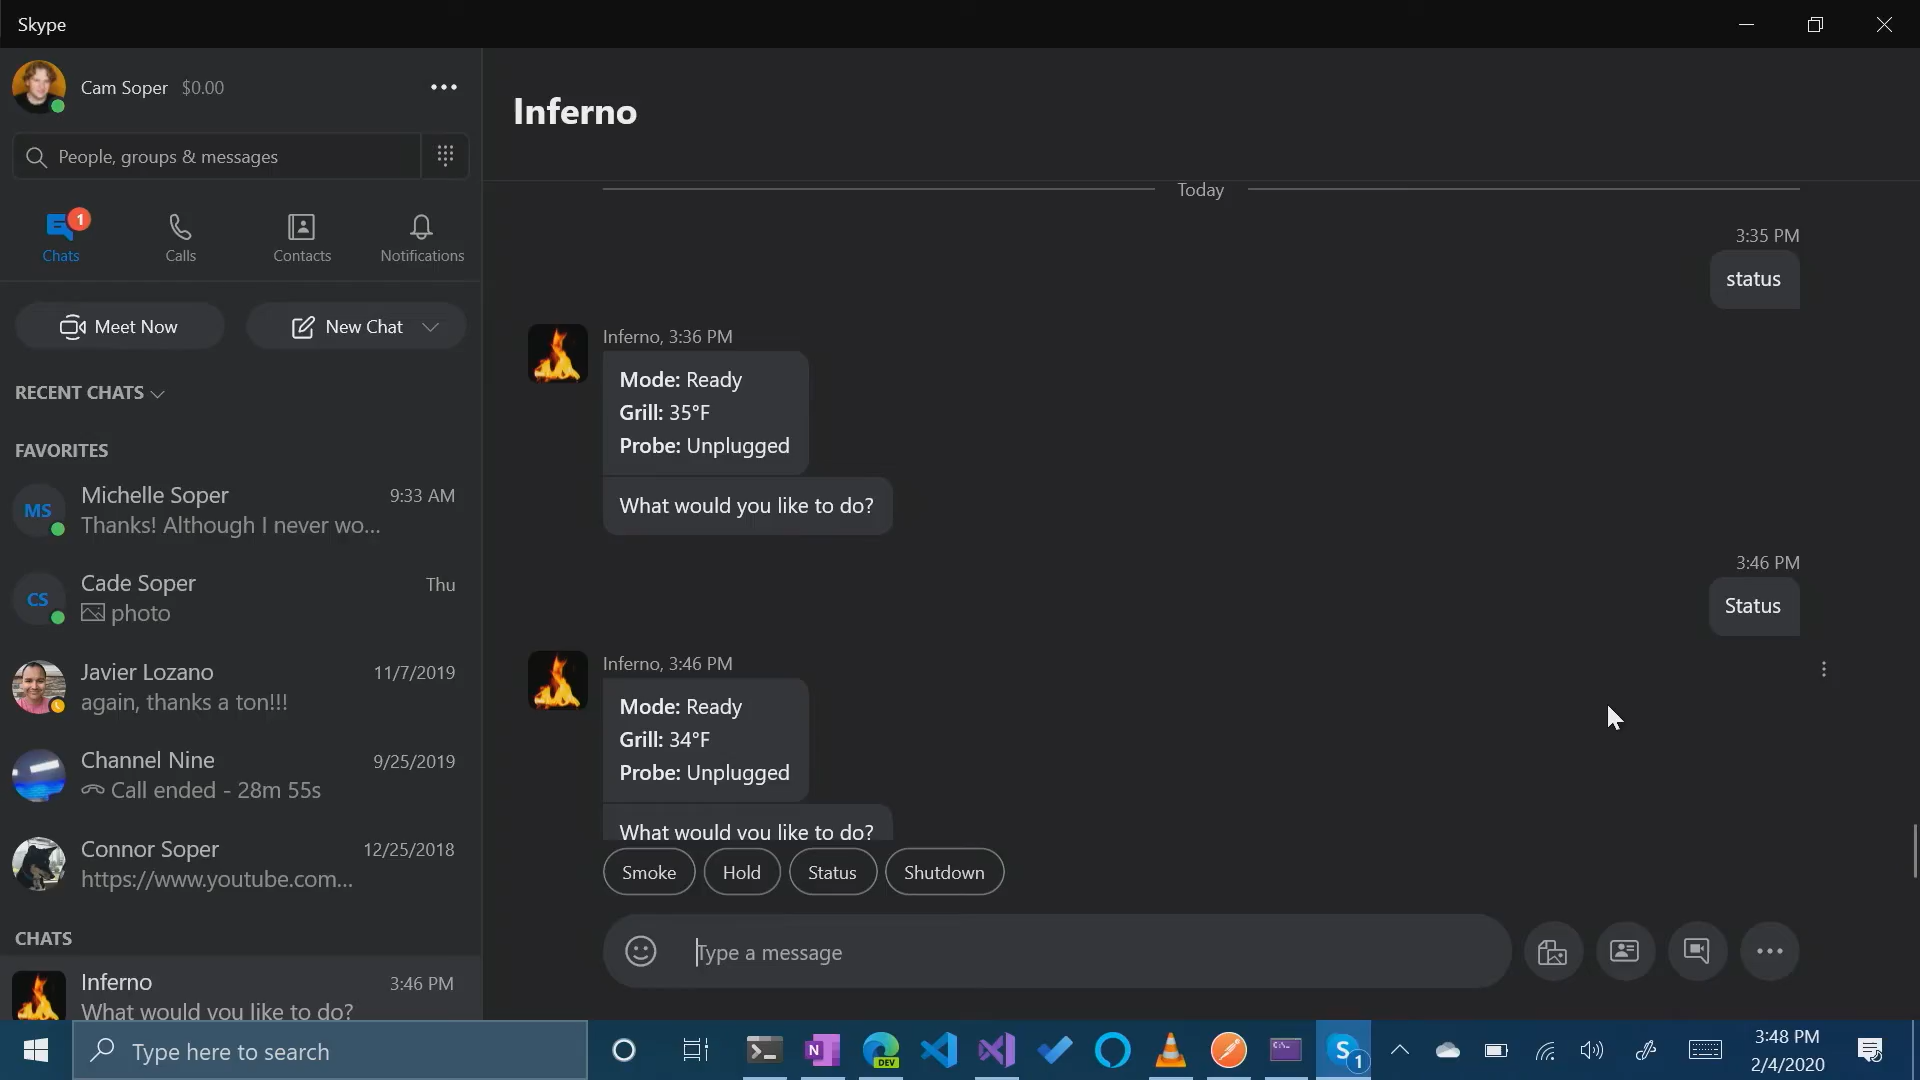 Skype
Cam Soper $0.00
People, groups & messages
1
Chats
Calls
Contacts
Notifications
Meet Now
New Chat
RECENT CHATS
FAVORITES
MS
Michelle Soper 9:33 AM
Thanks! Although I never wo...
CS
Cade Soper Thu
photo
Javier Lozano 11/7/2019
again, thanks a ton!!!
Channel Nine 9/25/2019
Call ended - 28m 55s
Connor Soper 12/25/2018
https://www.youtube.com...
CHATS
Inferno 3:46 PM
What would you like to do?
Inferno
Today
3:35 PM
status
Inferno, 3:36 PM
Mode: Ready
Grill: 35°F
Probe: Unplugged
What would you like to do?
3:46 PM
Status
Inferno, 3:46 PM
Mode: Ready
Grill: 34°F
Probe: Unplugged
What would you like to do?
Smoke
Hold
Status
Shutdown
Type a message
Type here to search
N
DEV
S
1
3:48 PM
2/4/2020